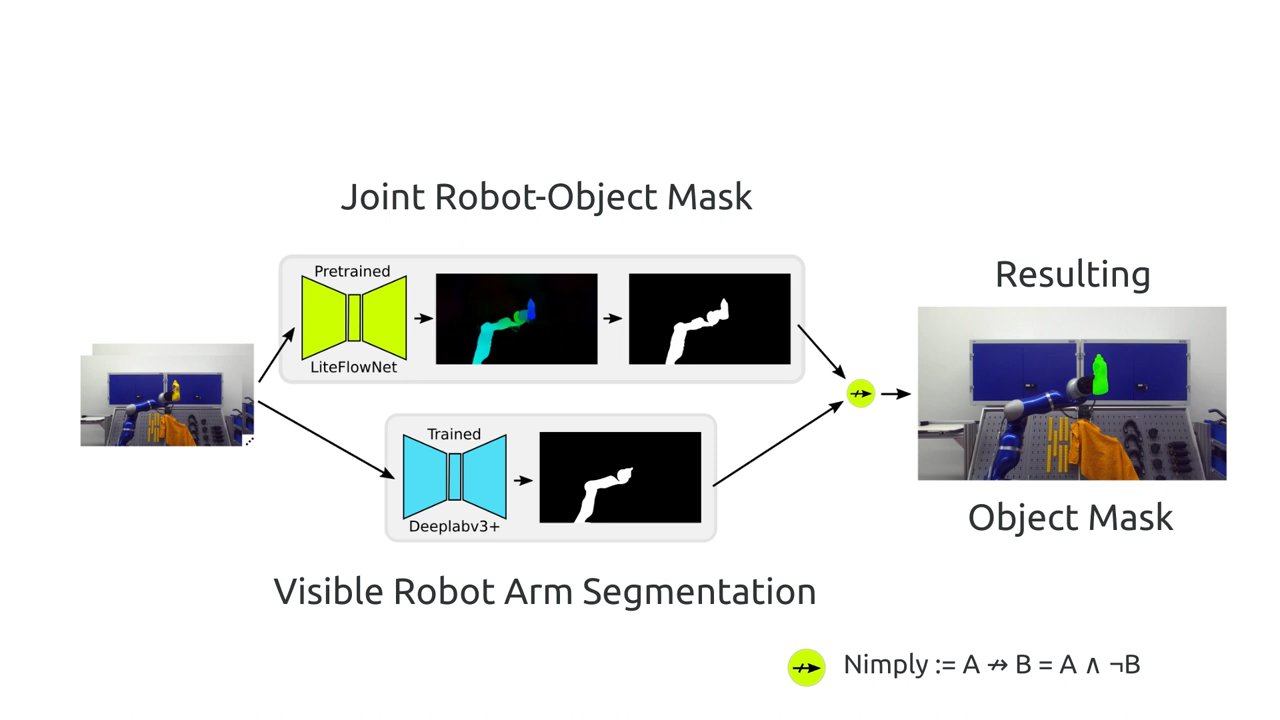 Joint Robot-Object Mask
Pretrained
LiteFlowNet
Trained
Deeplabv3+
Visible Robot Arm Segmentation
Resulting
Object Mask
Nimply := A ↛ B = A ∧ ¬B